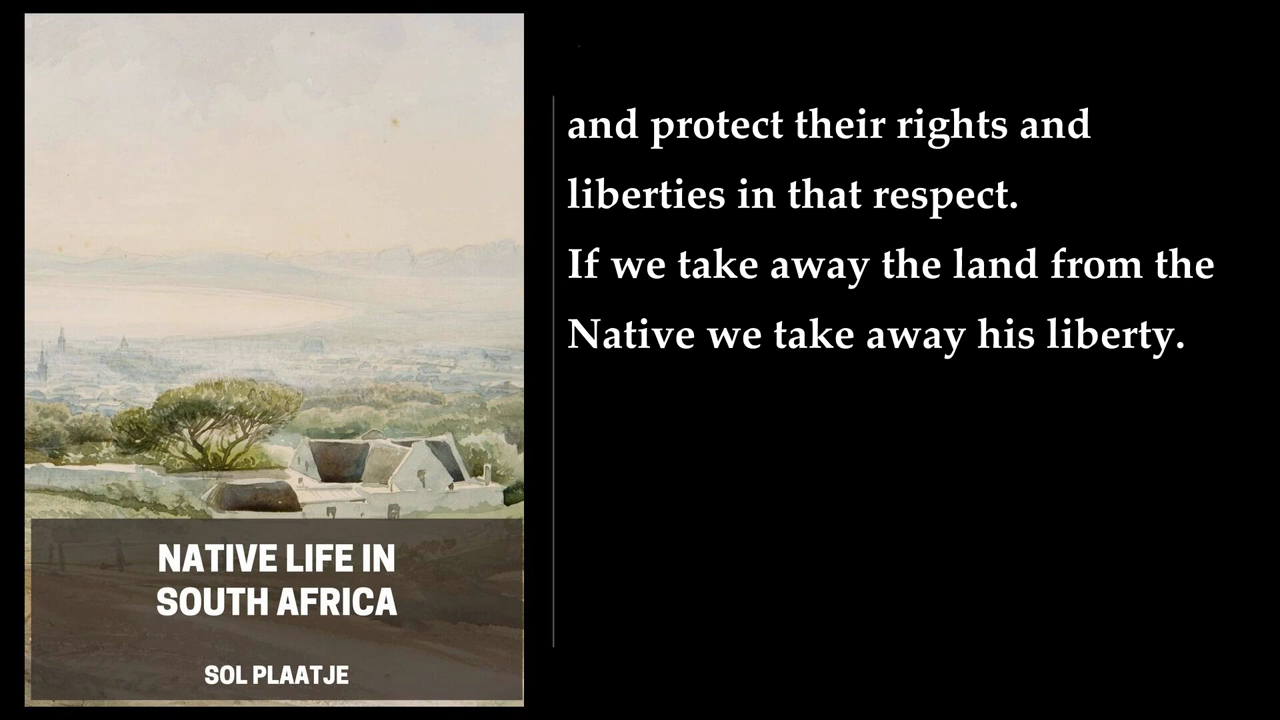 and protect their rights and
liberties in that respect.
If we take away the land from the
Native we take away his liberty.
NATIVE LIFE IN
SOUTH AFRICA
SOL PLAATJE